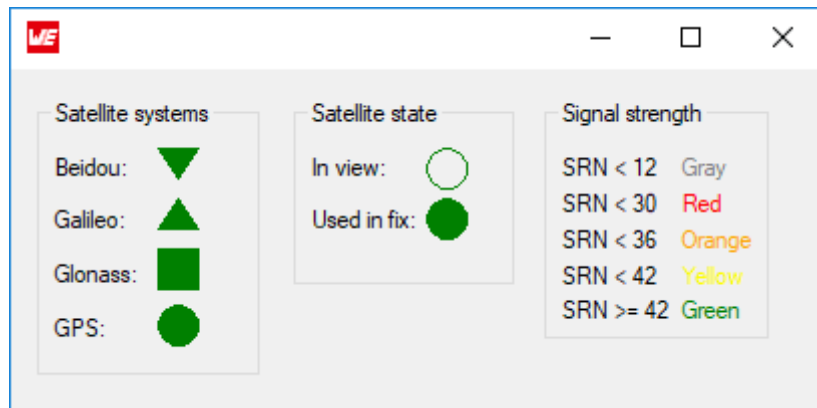 WE
Satellite systems
Beidou:
Galileo:
Glonass:
GPS:
Satellite state
In view:
Used in fix:
Signal strength
SRN < 12 Gray
SRN < 30 Red
SRN < 36 Orange
SRN < 42 Yellow
SRN >= 42 Green